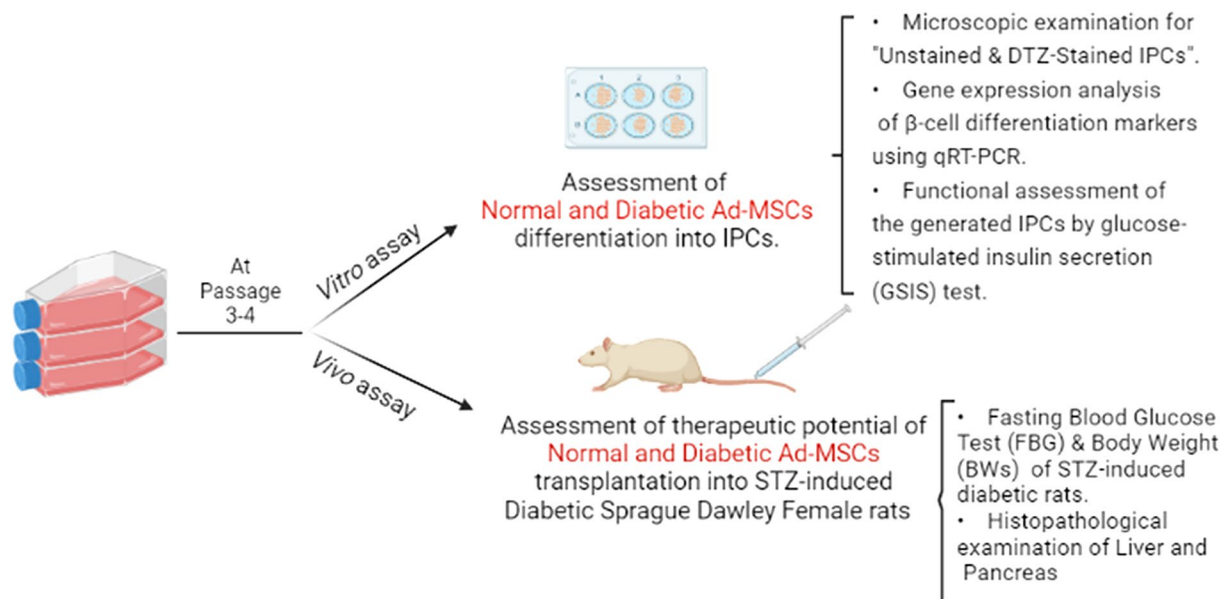 At
Passage
3-4
Vitro assay
Vivo assay
1 2 3
A
B
Assessment of
Normal and Diabetic Ad-MSCs
differentiation into IPCs.
• Microscopic examination for
"Unstained & DTZ-Stained IPCs".
• Gene expression analysis
of β-cell differentiation markers
using qRT-PCR.
• Functional assessment of
the generated IPCs by glucose-
stimulated insulin secretion
(GSIS) test.
Assessment of therapeutic potential of
Normal and Diabetic Ad-MSCs
transplantation into STZ-induced
Diabetic Sprague Dawley Female rats
• Fasting Blood Glucose
Test (FBG) & Body Weight
(BWs) of STZ-induced
diabetic rats.
• Histopathological
examination of Liver and
Pancreas